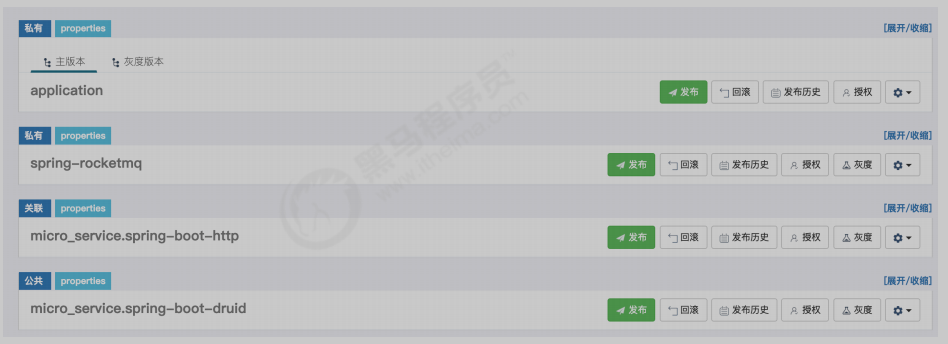 私有 properties [展开/收缩]
主版本 灰度版本
application 发布 回滚 发布历史 授权
私有 properties [展开/收缩]
spring-rocketmq 发布 回滚 发布历史 授权 灰度
关联 properties [展开/收缩]
micro_service.spring-boot-http 发布 回滚 发布历史 授权 灰度
公共 properties [展开/收缩]
micro_service.spring-boot-druid 发布 回滚 发布历史 授权 灰度
黑马程序员
www.itheima.com